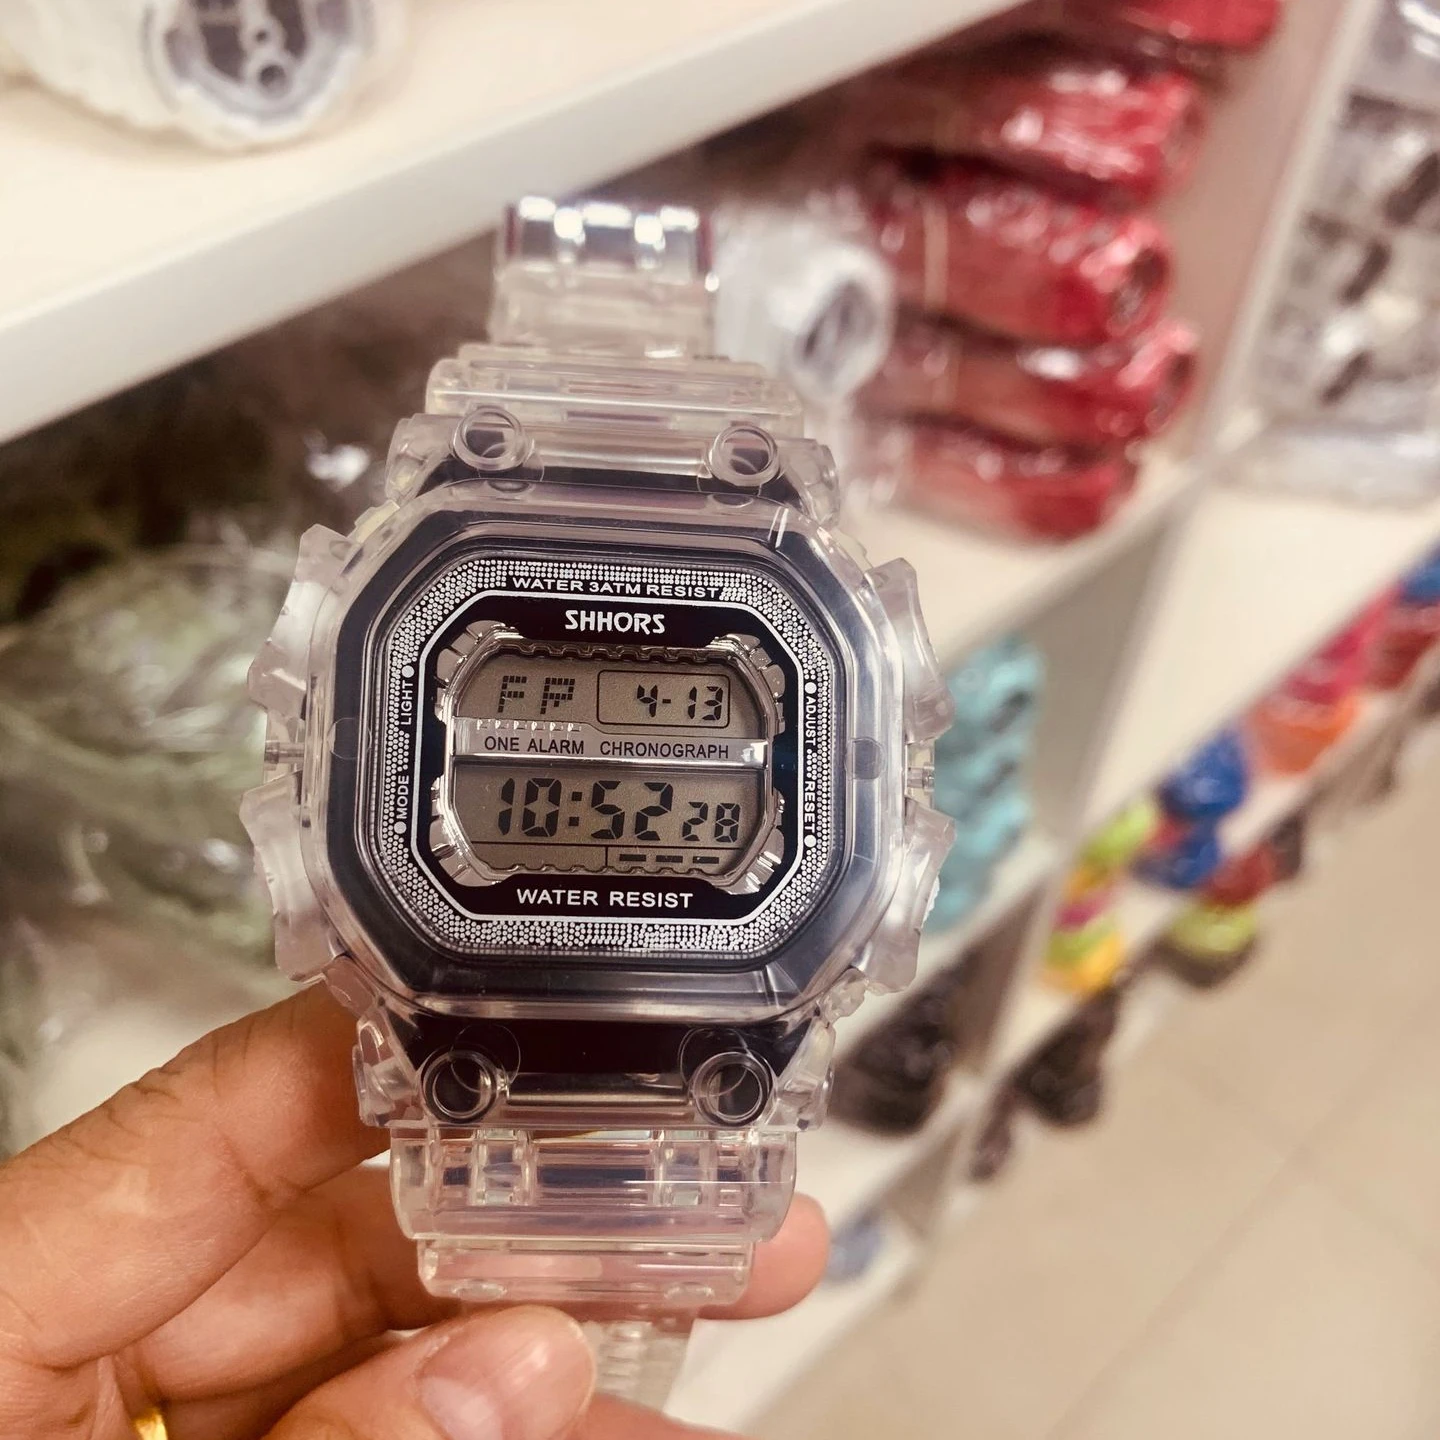 WATER 3ATM RESIST
SHHORS
LIGHT
MODE
ADJUST
RESET
FP 4-13
ONE ALARM CHRONOGRAPH
10:52 28
WATER RESIST